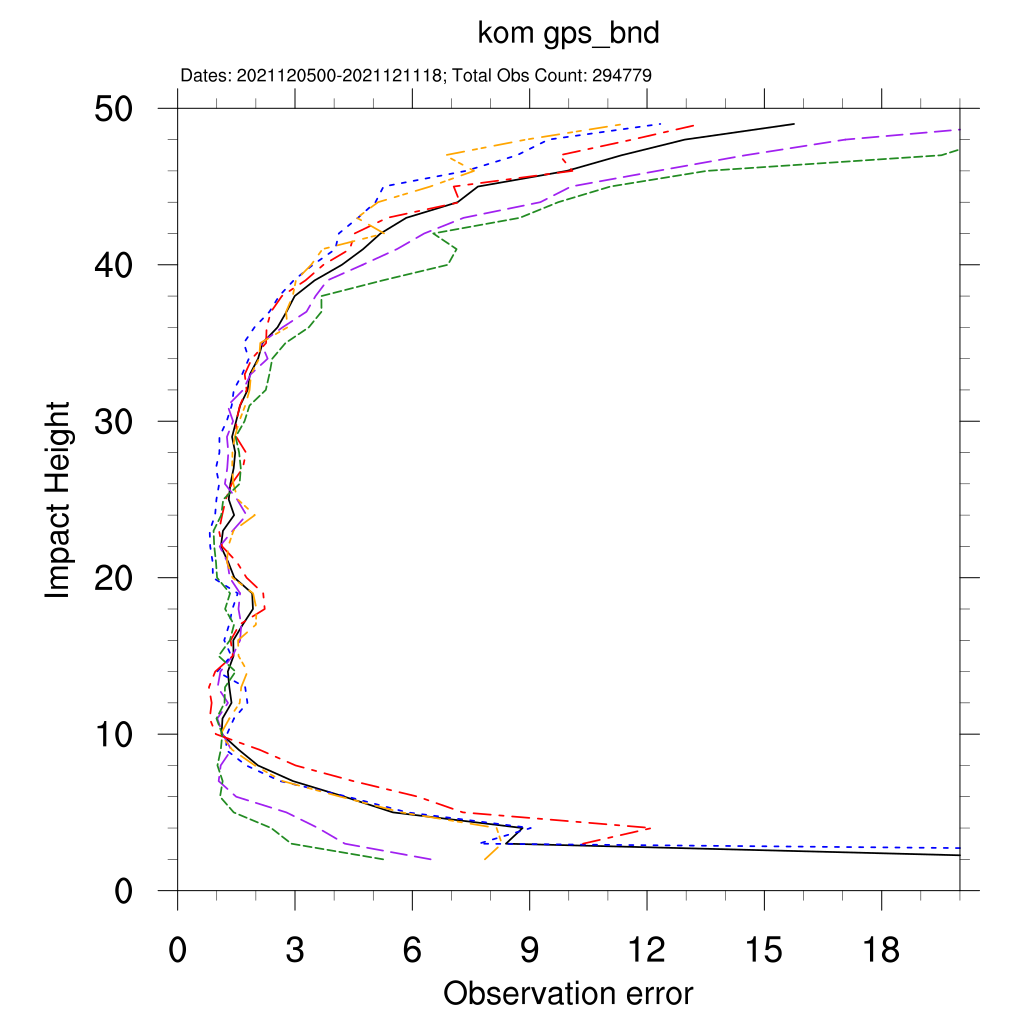 kom gps_bnd
Dates: 2021120500-2021121118; Total Obs Count: 294779
50
40
30
20
10
0
Impact Height
0 3 6 9 12 15 18
Observation error